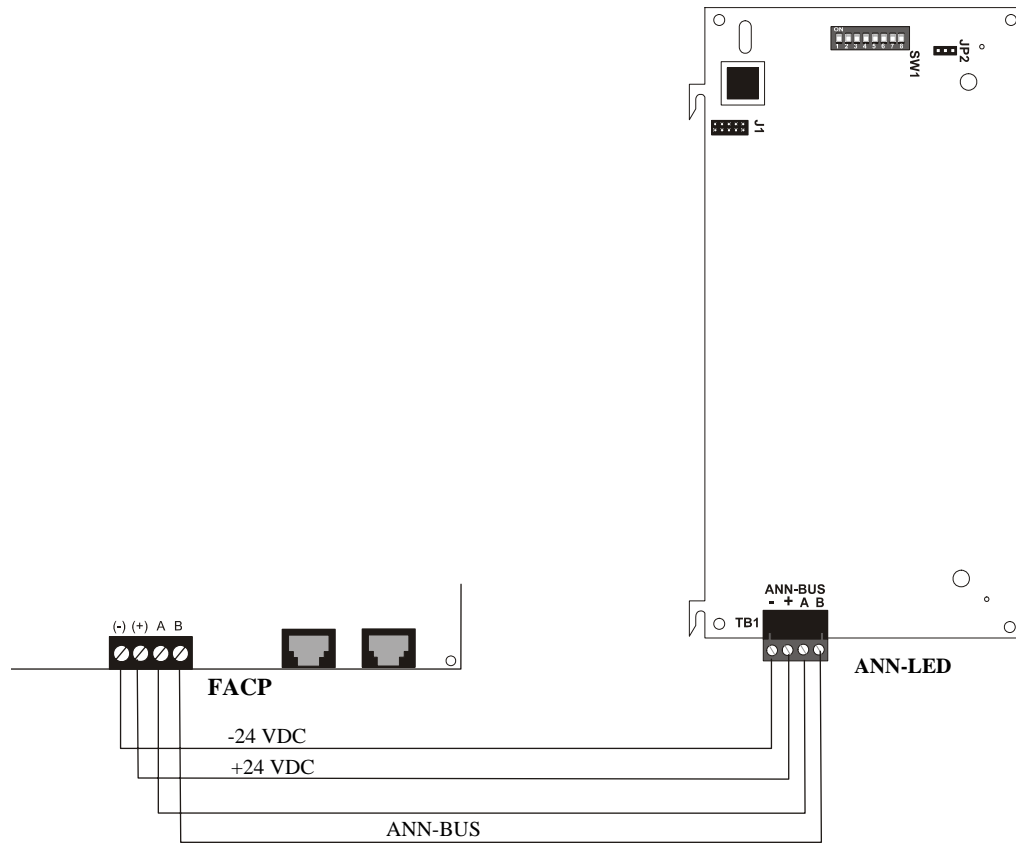 ON
1 2 3 4 5 6 7 8
SW1
JP2
J1
ANN-BUS
- + A B
TB1
ANN-LED
(-) (+) A B
FACP
-24 VDC
+24 VDC
ANN-BUS